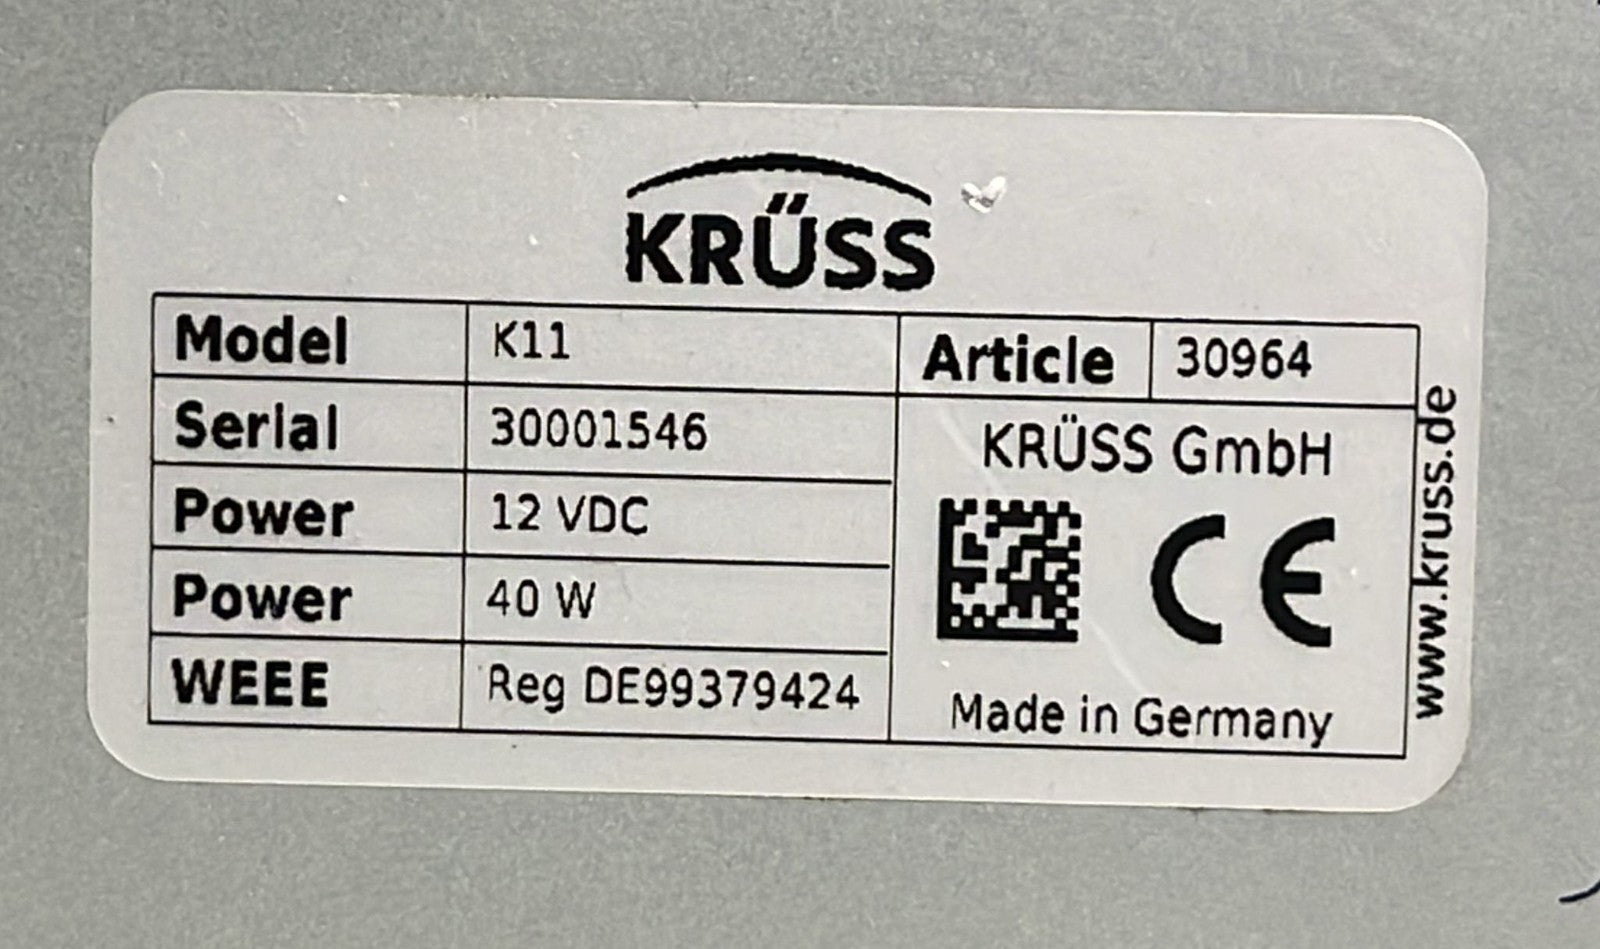 KRÜSS
Model K11 Article 30964
Serial 30001546 KRÜSS GmbH
Power 12 VDC
Power 40 W CE
WEEE Reg DE99379424 Made in Germany
www.kruss.de